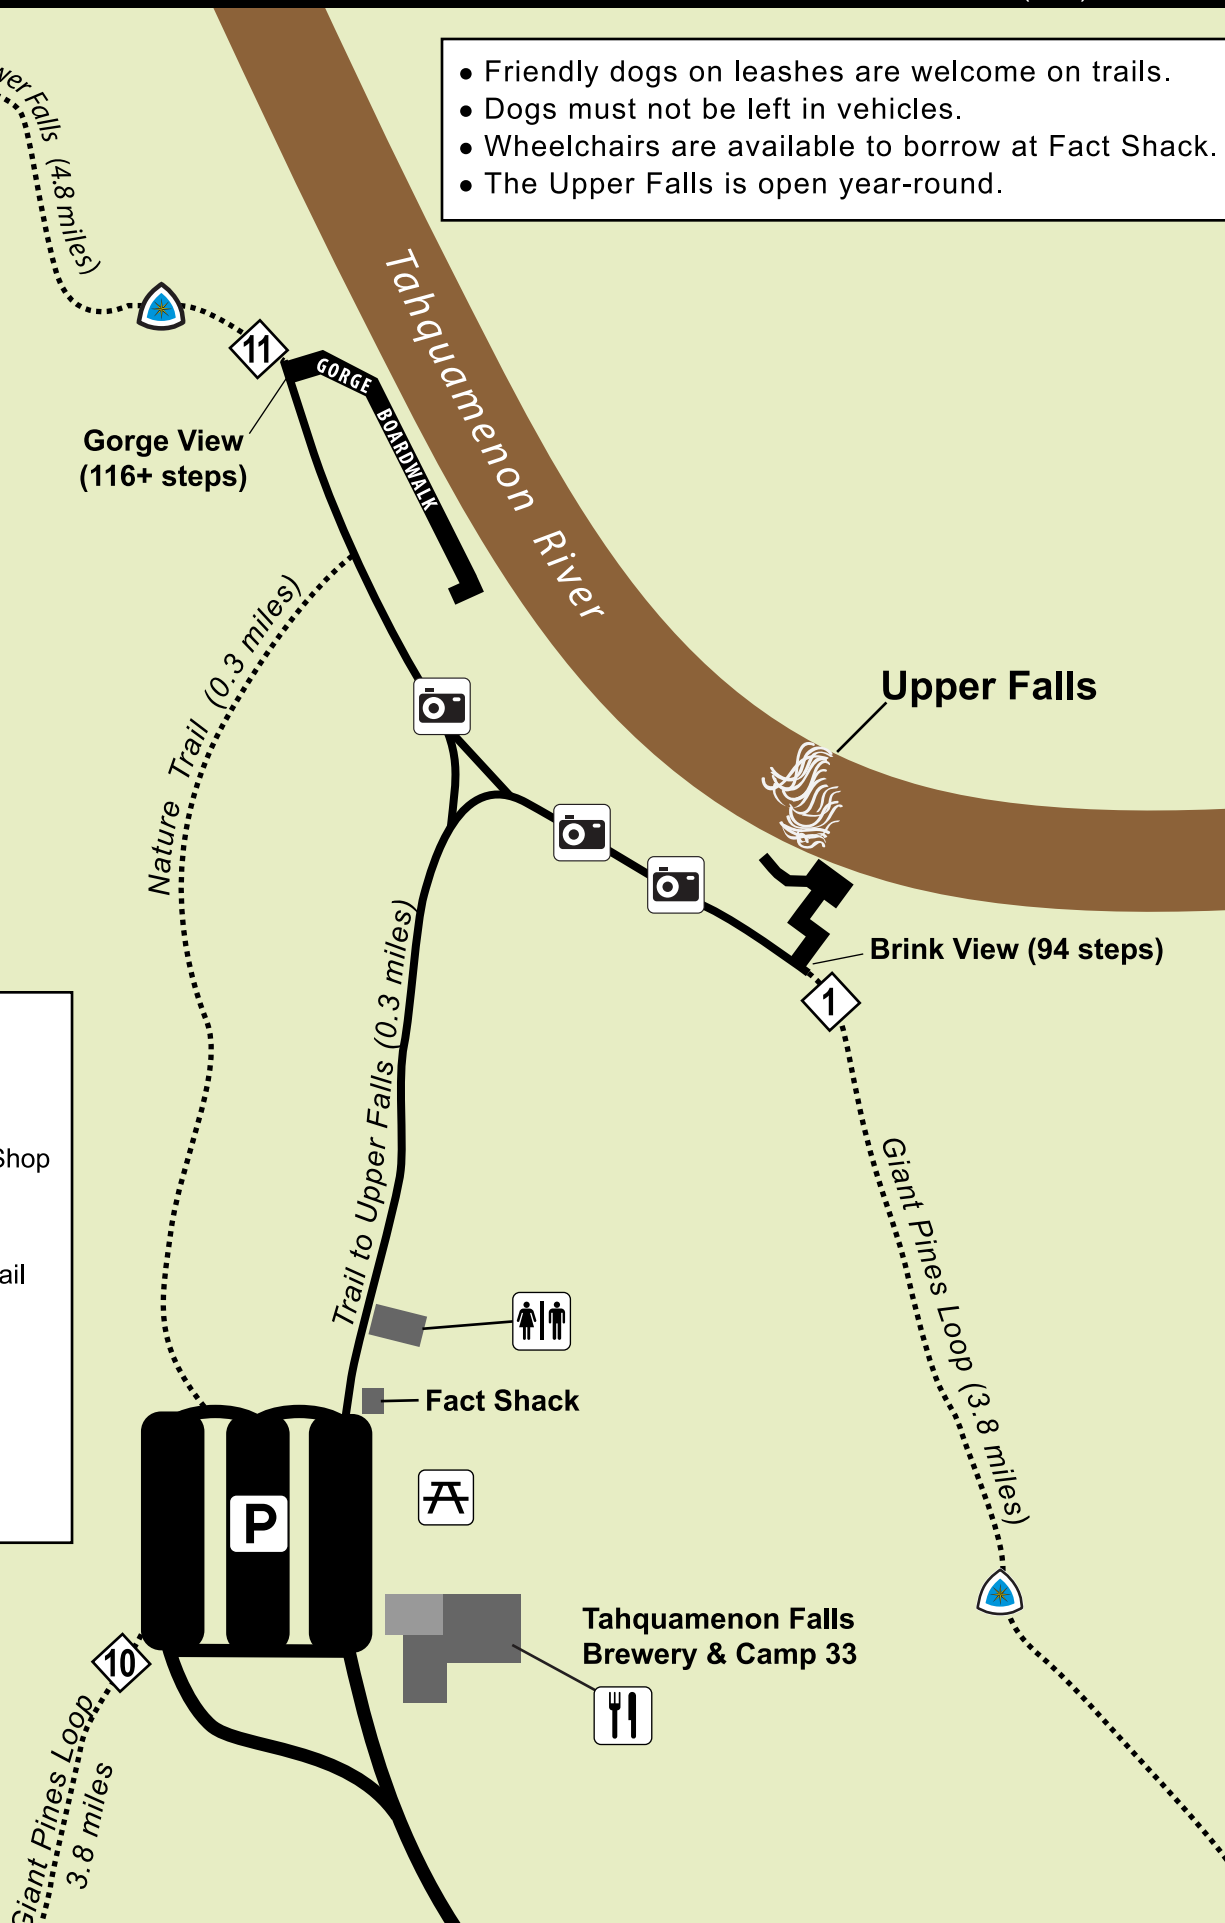 Friendly dogs on leashes are welcome on trails.
Dogs must not be left in vehicles.
Wheelchairs are available to borrow at Fact Shack.
The Upper Falls is open year-round.
Falls (4.8 miles)
11
GORGE BOARDWALK
Gorge View
(116+ steps)
Tahquamenon River
Nature Trail (0.3 miles)
Upper Falls
Brink View (94 steps)
1
Trail to Upper Falls (0.3 miles)
Giant Pines Loop (3.8 miles)
Shop
Fact Shack
P
Tahquamenon Falls
Brewery & Camp 33
10
Giant Pines Loop
3.8 miles